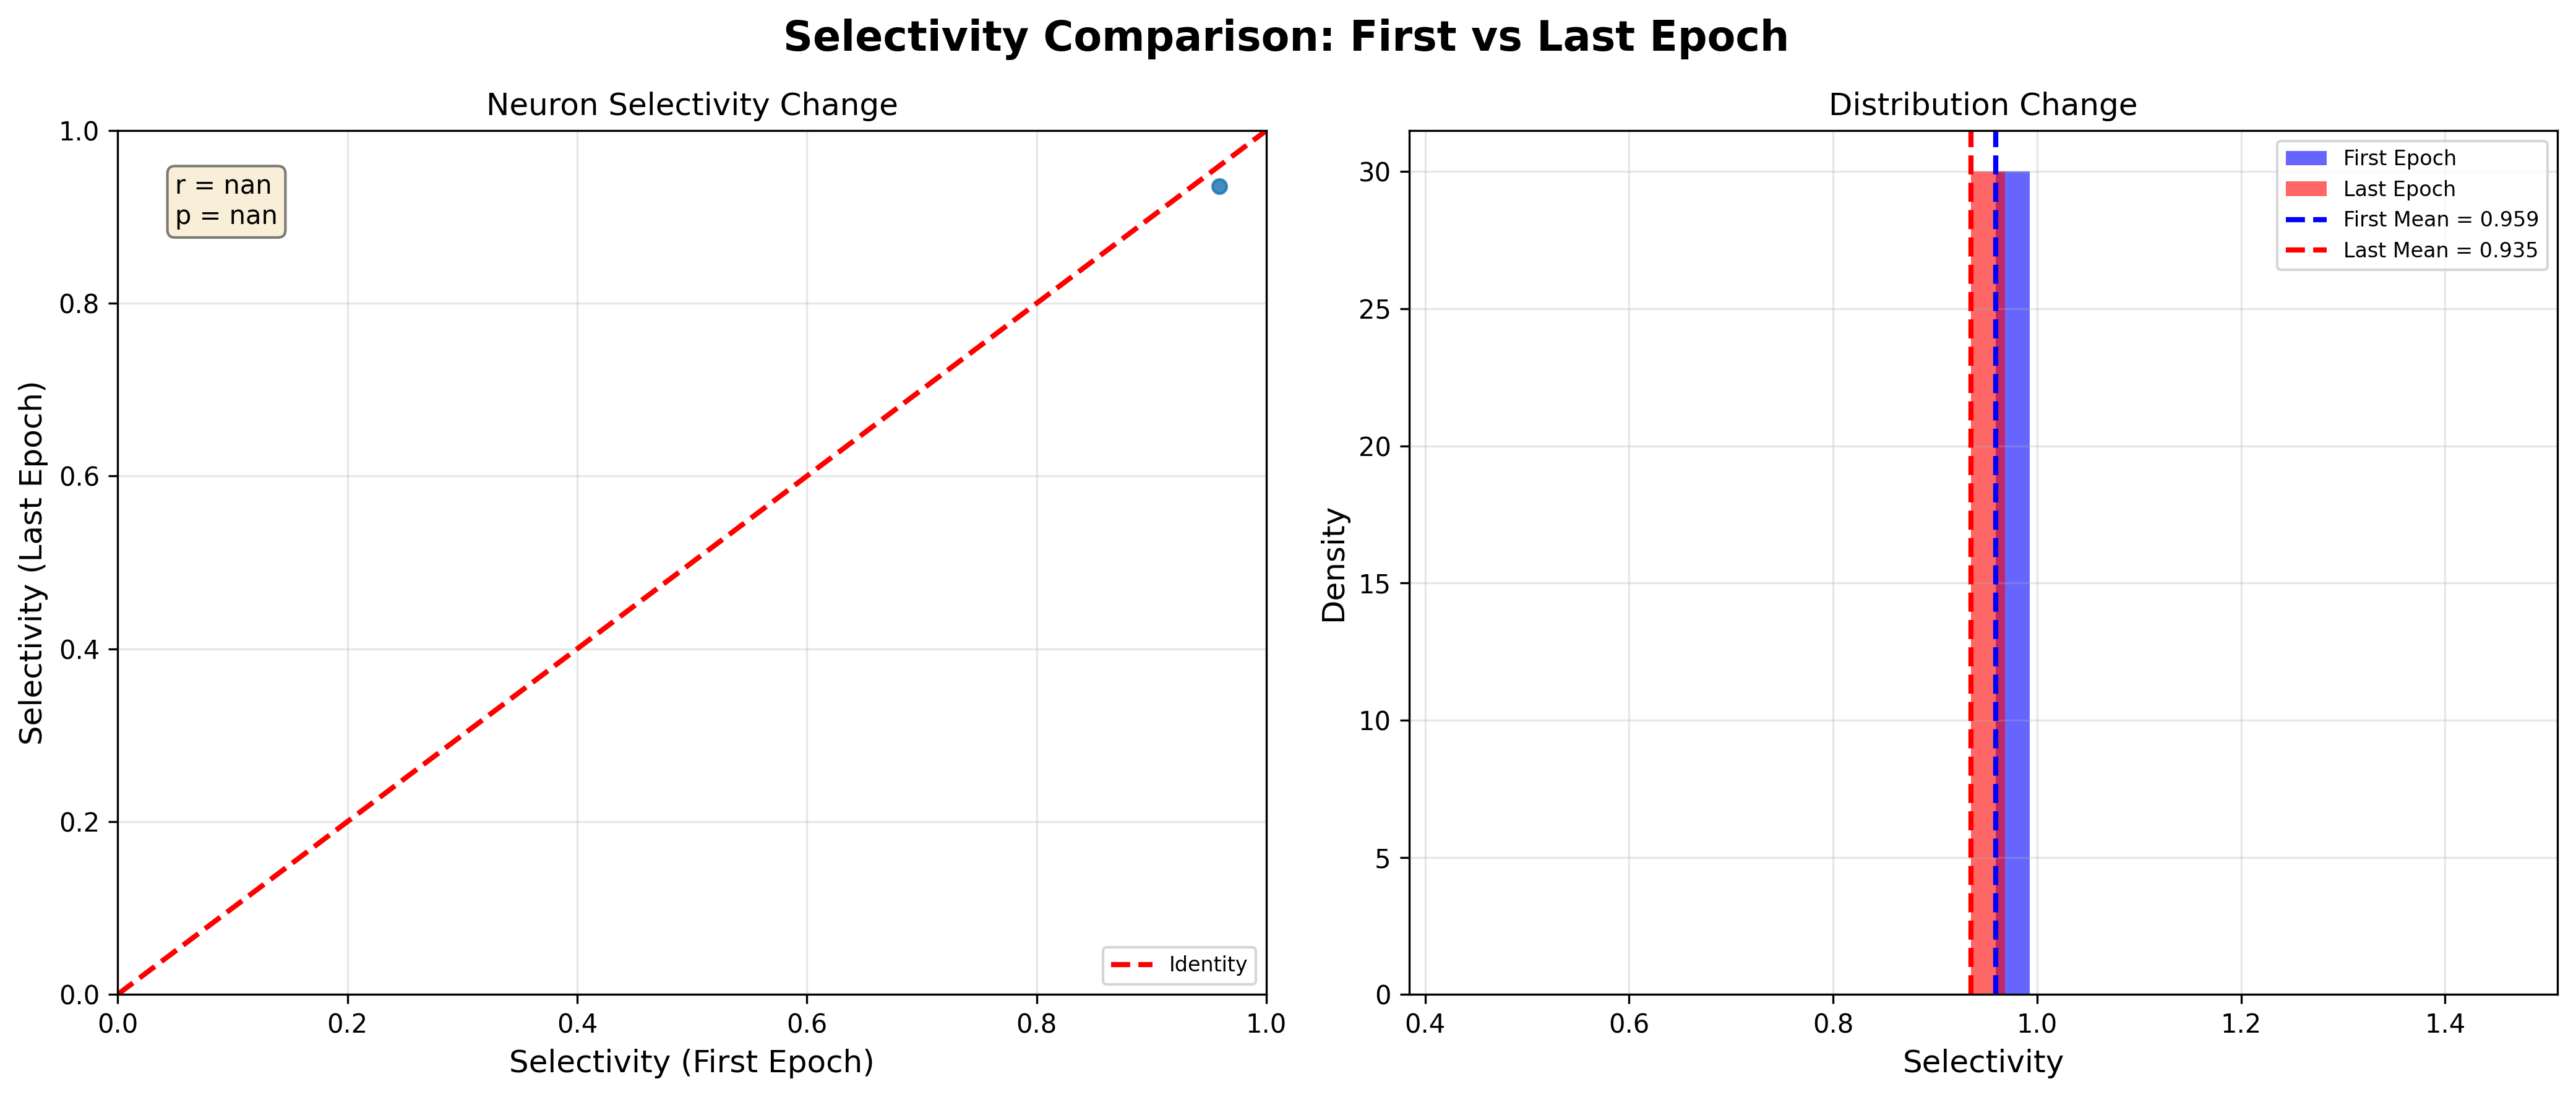 Selectivity Comparison: First vs Last Epoch
Neuron Selectivity Change
1.0
0.8
0.6
0.4
0.2
0.0
Selectivity (Last Epoch)
r = nan
p = nan
Identity
0.0 0.2 0.4 0.6 0.8 1.0
Selectivity (First Epoch)
Distribution Change
30
25
20
15
10
5
0
Density
First Epoch
Last Epoch
First Mean = 0.959
Last Mean = 0.935
0.4 0.6 0.8 1.0 1.2 1.4
Selectivity